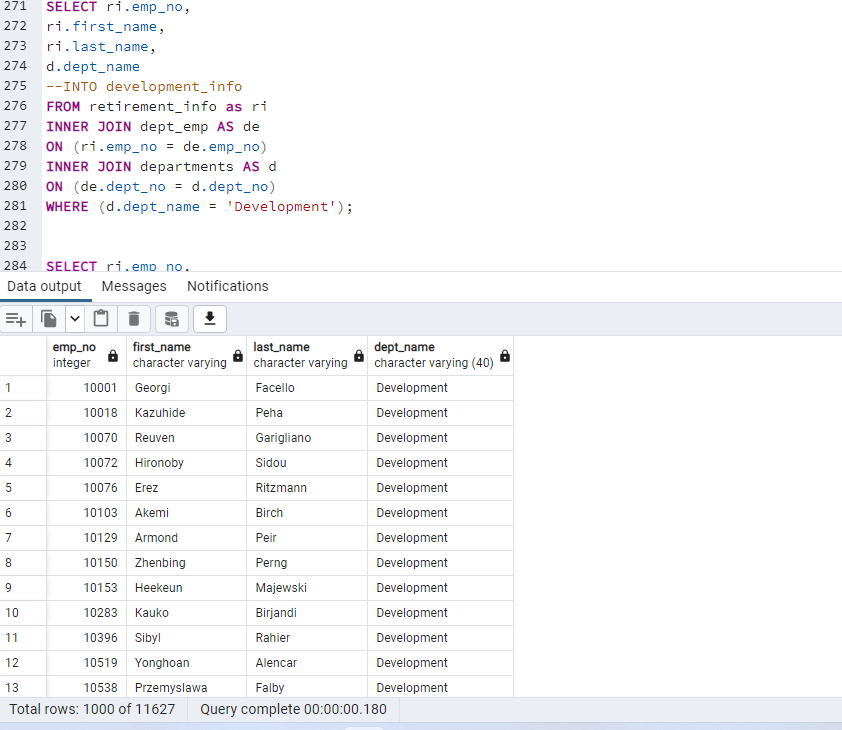 271 SELECT ri.emp_no,
272 ri.first_name,
273 ri.last_name,
274 d.dept_name
275 --INTO development_info
276 FROM retirement_info as ri
277 INNER JOIN dept_emp AS de
278 ON (ri.emp_no = de.emp_no)
279 INNER JOIN departments AS d
280 ON (de.dept_no = d.dept_no)
281 WHERE (d.dept_name = 'Development');
282
283
284 SELECT ri.emp_no,
Data output Messages Notifications
emp_no first_name last_name dept_name
integer character varying character varying character varying (40)
1 10001 Georgi Facello Development
2 10018 Kazuhide Peha Development
3 10070 Reuven Garigliano Development
4 10072 Hironoby Sidou Development
5 10076 Erez Ritzmann Development
6 10103 Akemi Birch Development
7 10129 Armond Peir Development
8 10150 Zhenbing Perng Development
9 10153 Heekeun Majewski Development
10 10283 Kauko Birjandi Development
11 10396 Sibyl Rahier Development
12 10519 Yonghoan Alencar Development
13 10538 Przemyslawa Falby Development
Total rows: 1000 of 11627 Query complete 00:00:00.180